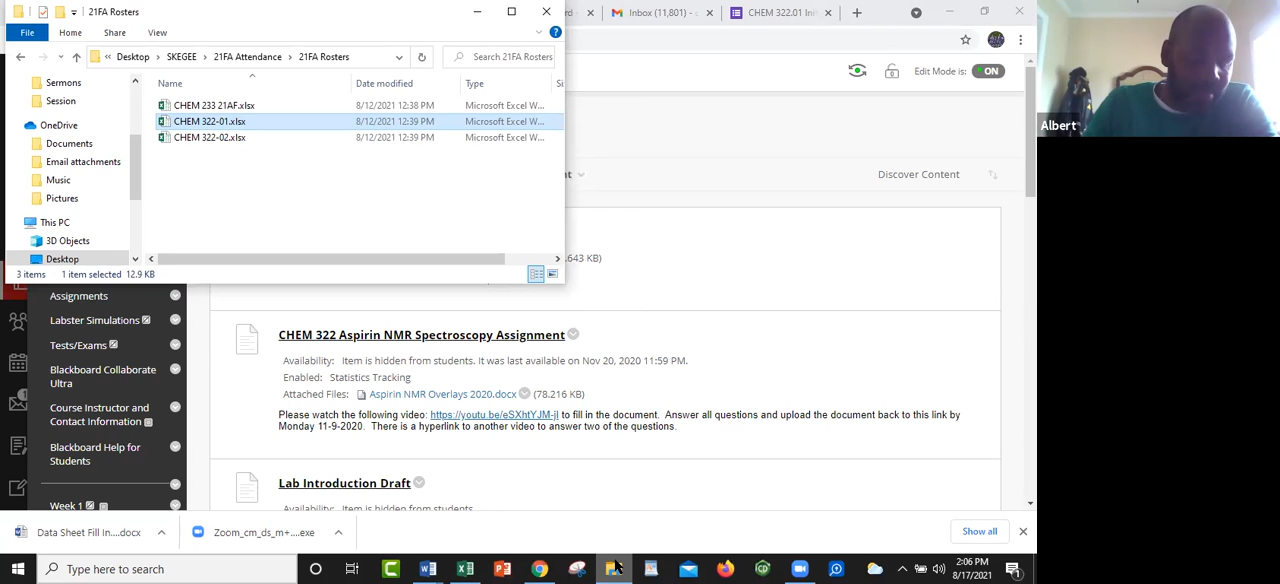 21FA Rosters
Gmail (11,801) -
CHEM 322.01 Init
File
Home
Share
View
Desktop > SKEGEE > 21FA Attendance > 21FA Rosters
Search 21FA Rosters
Edit Mode is: ON
Sermons
Session
OneDrive
Documents
Email attachments
Music
Pictures
This PC
3D Objects
Desktop
Name
Date modified
Type
CHEM 233 21AF.xlsx
8/12/2021 12:38 PM
Microsoft Excel W...
CHEM 322-01.xlsx
8/12/2021 12:39 PM
Microsoft Excel W...
CHEM 322-02.xlsx
8/12/2021 12:39 PM
Microsoft Excel W...
3 items
1 item selected 12.9 KB
Albert
Discover Content
.643 KB)
Assignments
Labster Simulations
Tests/Exams
Blackboard Collaborate
Ultra
Course Instructor and
Contact Information
Blackboard Help for
Students
Week 1
CHEM 322 Aspirin NMR Spectroscopy Assignment
Availability: Item is hidden from students. It was last available on Nov 20, 2020 11:59 PM.
Enabled: Statistics Tracking
Attached Files: Aspirin NMR Overlays 2020.docx (78.216 KB)
Please watch the following video: https://youtu.be/eSXhtYJM-jI to fill in the document. Answer all questions and upload the document back to this link by
Monday 11-9-2020. There is a hyperlink to another video to answer two of the questions.
Lab Introduction Draft
Availability: Item is hidden from students.
Data Sheet Fill In....docx
Zoom_cm_ds_m+....exe
Show all
Type here to search
2:06 PM
8/17/2021